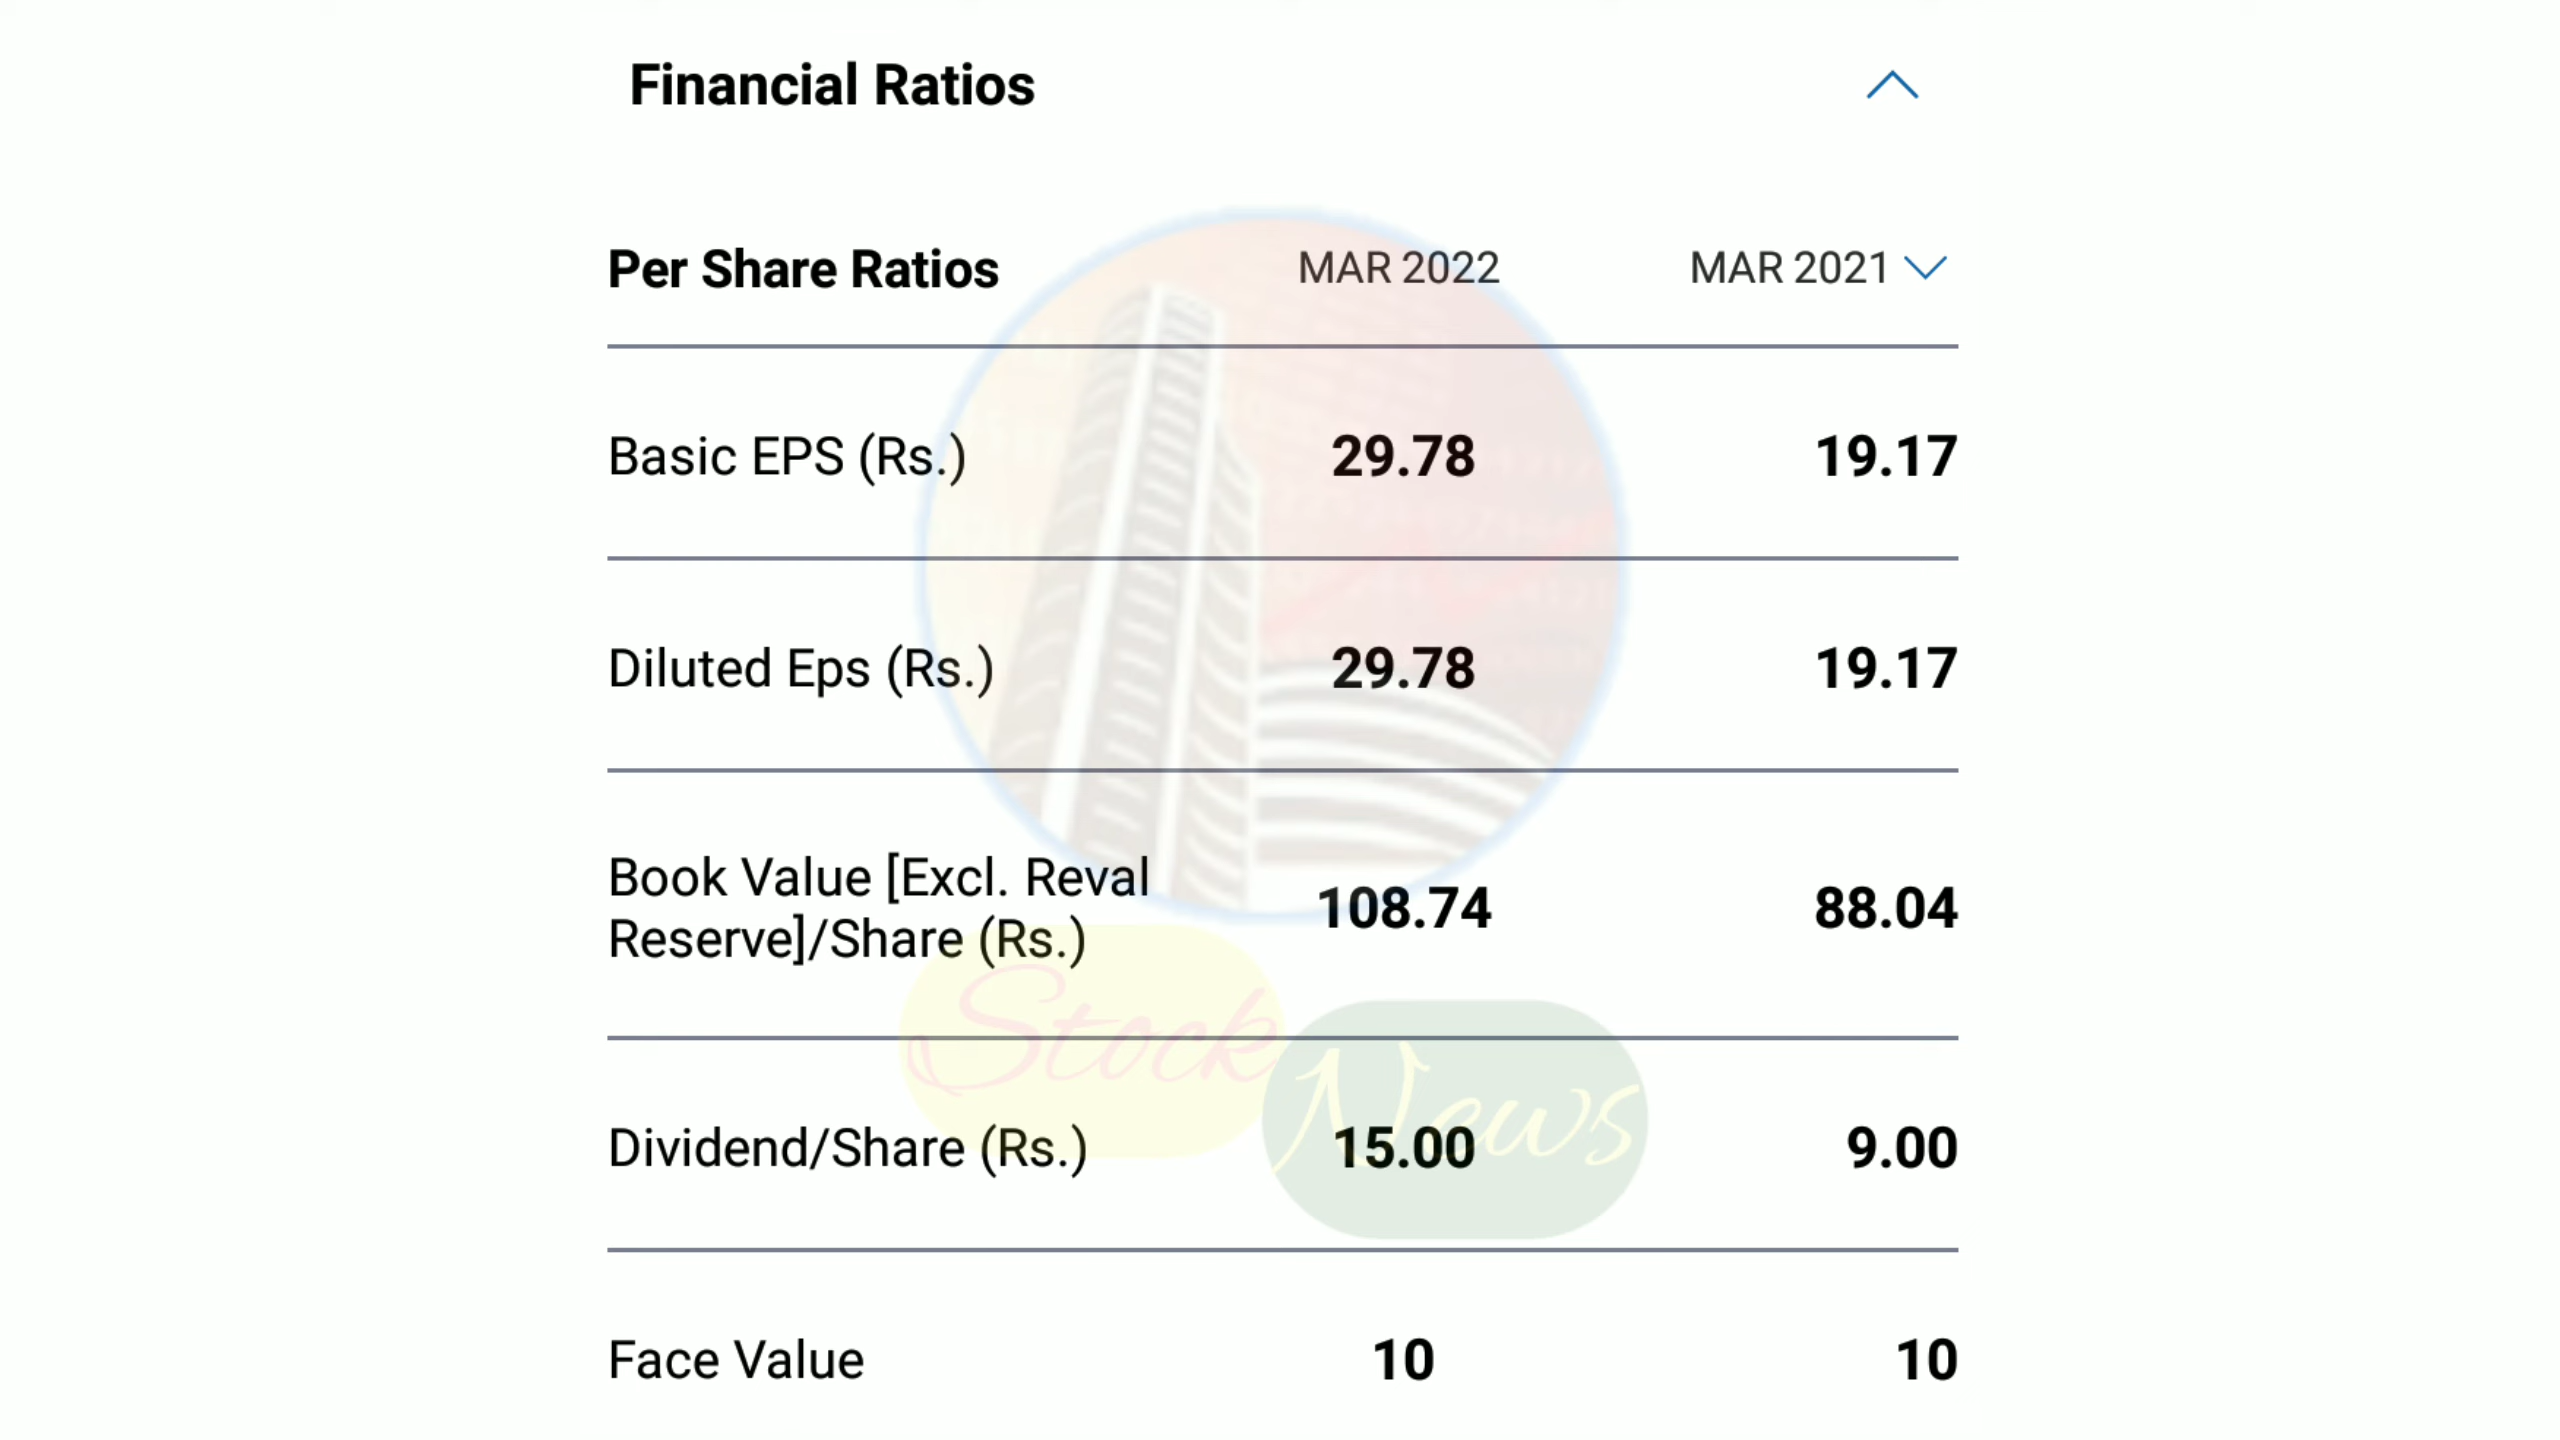 Financial Ratios
Per Share Ratios MAR 2022 MAR 2021
Basic EPS (Rs.) 29.78 19.17
Diluted Eps (Rs.) 29.78 19.17
Book Value [Excl. Reval
Reserve]/Share (Rs.) 108.74 88.04
Stock
News
Dividend/Share (Rs.) 15.00 9.00
Face Value 10 10